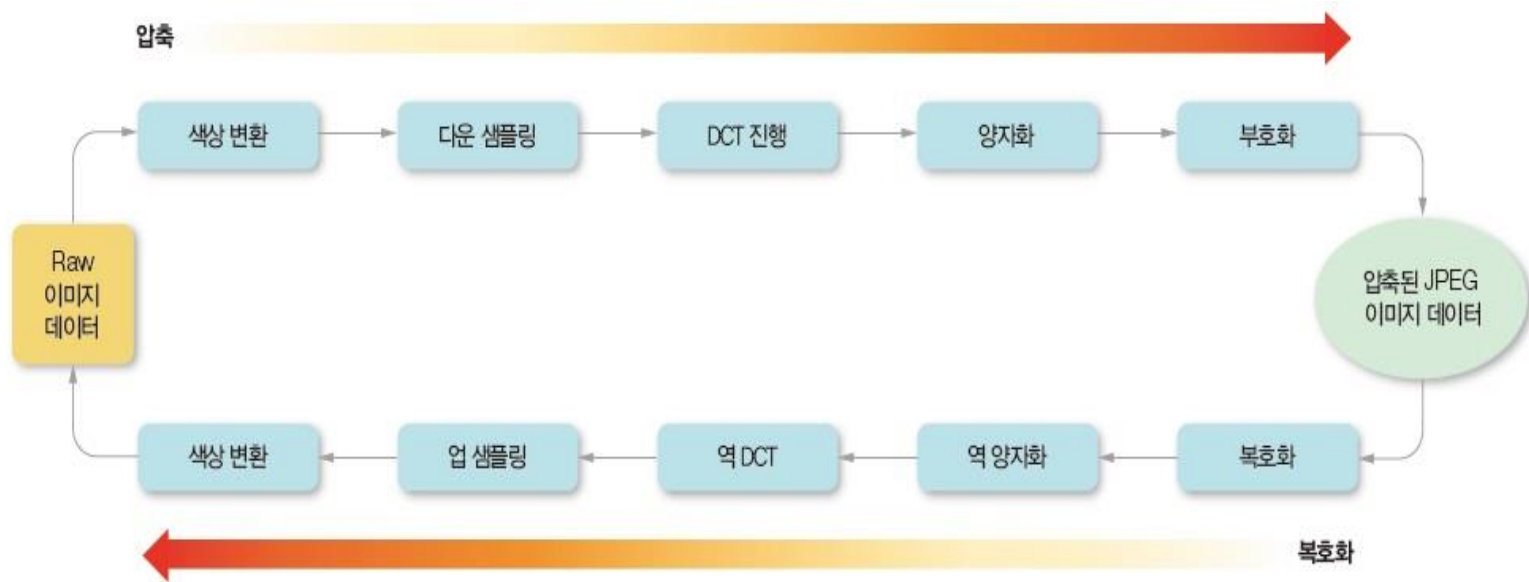 압축
색상 변환
다운 샘플링
DCT 진행
양자화
부호화
Raw
이미지
데이터
압축된 JPEG
이미지 데이터
색상 변환
업 샘플링
역 DCT
역 양자화
복호화
복호화